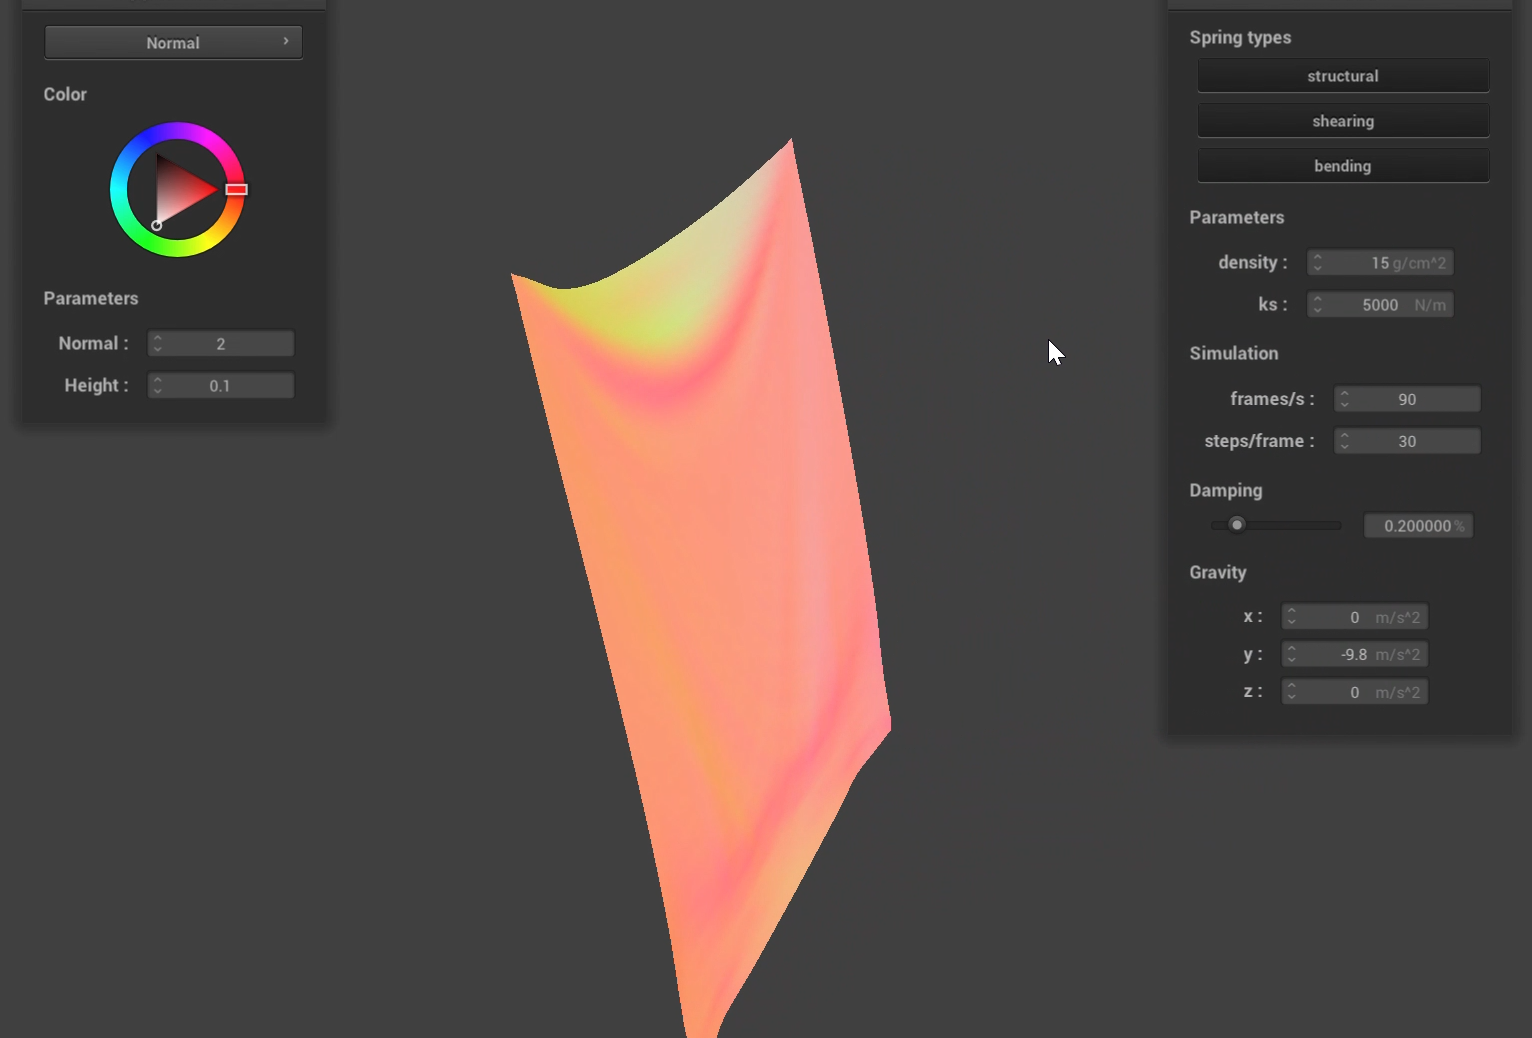 Normal
Color
Parameters
Normal : 2
Height : 0.1
Spring types
structural
shearing
bending
Parameters
density : 15 g/cm^2
ks : 5000 N/m
Simulation
frames/s : 90
steps/frame : 30
Damping
0.200000 %
Gravity
x : 0 m/s^2
y : -9.8 m/s^2
z : 0 m/s^2